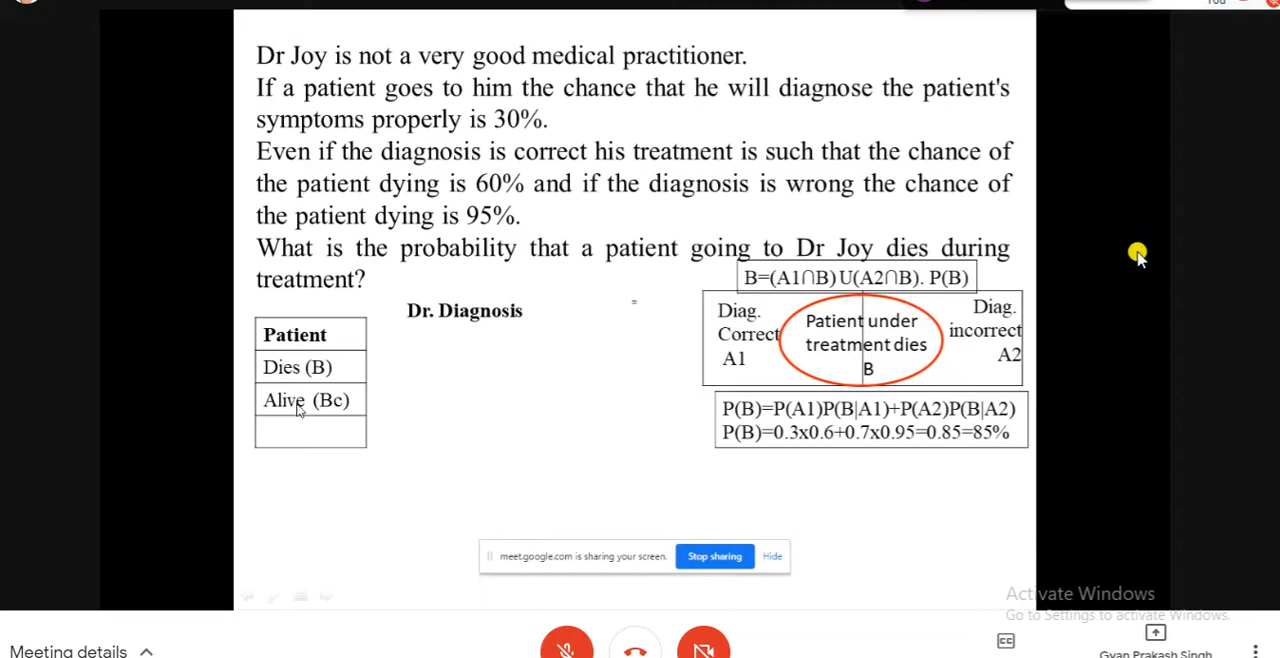 You
Dr Joy is not a very good medical practitioner.
If a patient goes to him the chance that he will diagnose the patient's
symptoms properly is 30%.
Even if the diagnosis is correct his treatment is such that the chance of
the patient dying is 60% and if the diagnosis is wrong the chance of
the patient dying is 95%.
What is the probability that a patient going to Dr Joy dies during
treatment?
B=(A1∩B)U(A2∩B). P(B)
Dr. Diagnosis
=
Patient
Dies (B)
Alive (Bc)
Diag.
Correct
A1
Patient under
treatment dies
B
Diag.
incorrect
A2
P(B)=P(A1)P(B|A1)+P(A2)P(B|A2)
P(B)=0.3x0.6+0.7x0.95=0.85=85%
meet.google.com is sharing your screen.
Stop sharing
Hide
Activate Windows
Go to Settings to activate Windows.
Meeting details
CC
Gyan Prakash Singh